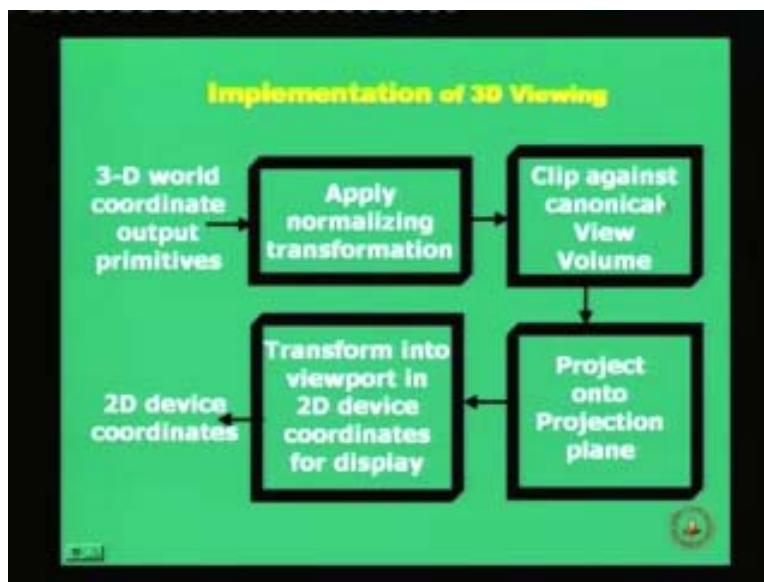 Implementation of 3D Viewing
3-D world
coordinate
output
primitives
Apply
normalizing
transformation
Clip against
canonical
View
Volume
Project
onto
Projection
plane
Transform into
viewport in
2D device
coordinates
for display
2D device
coordinates